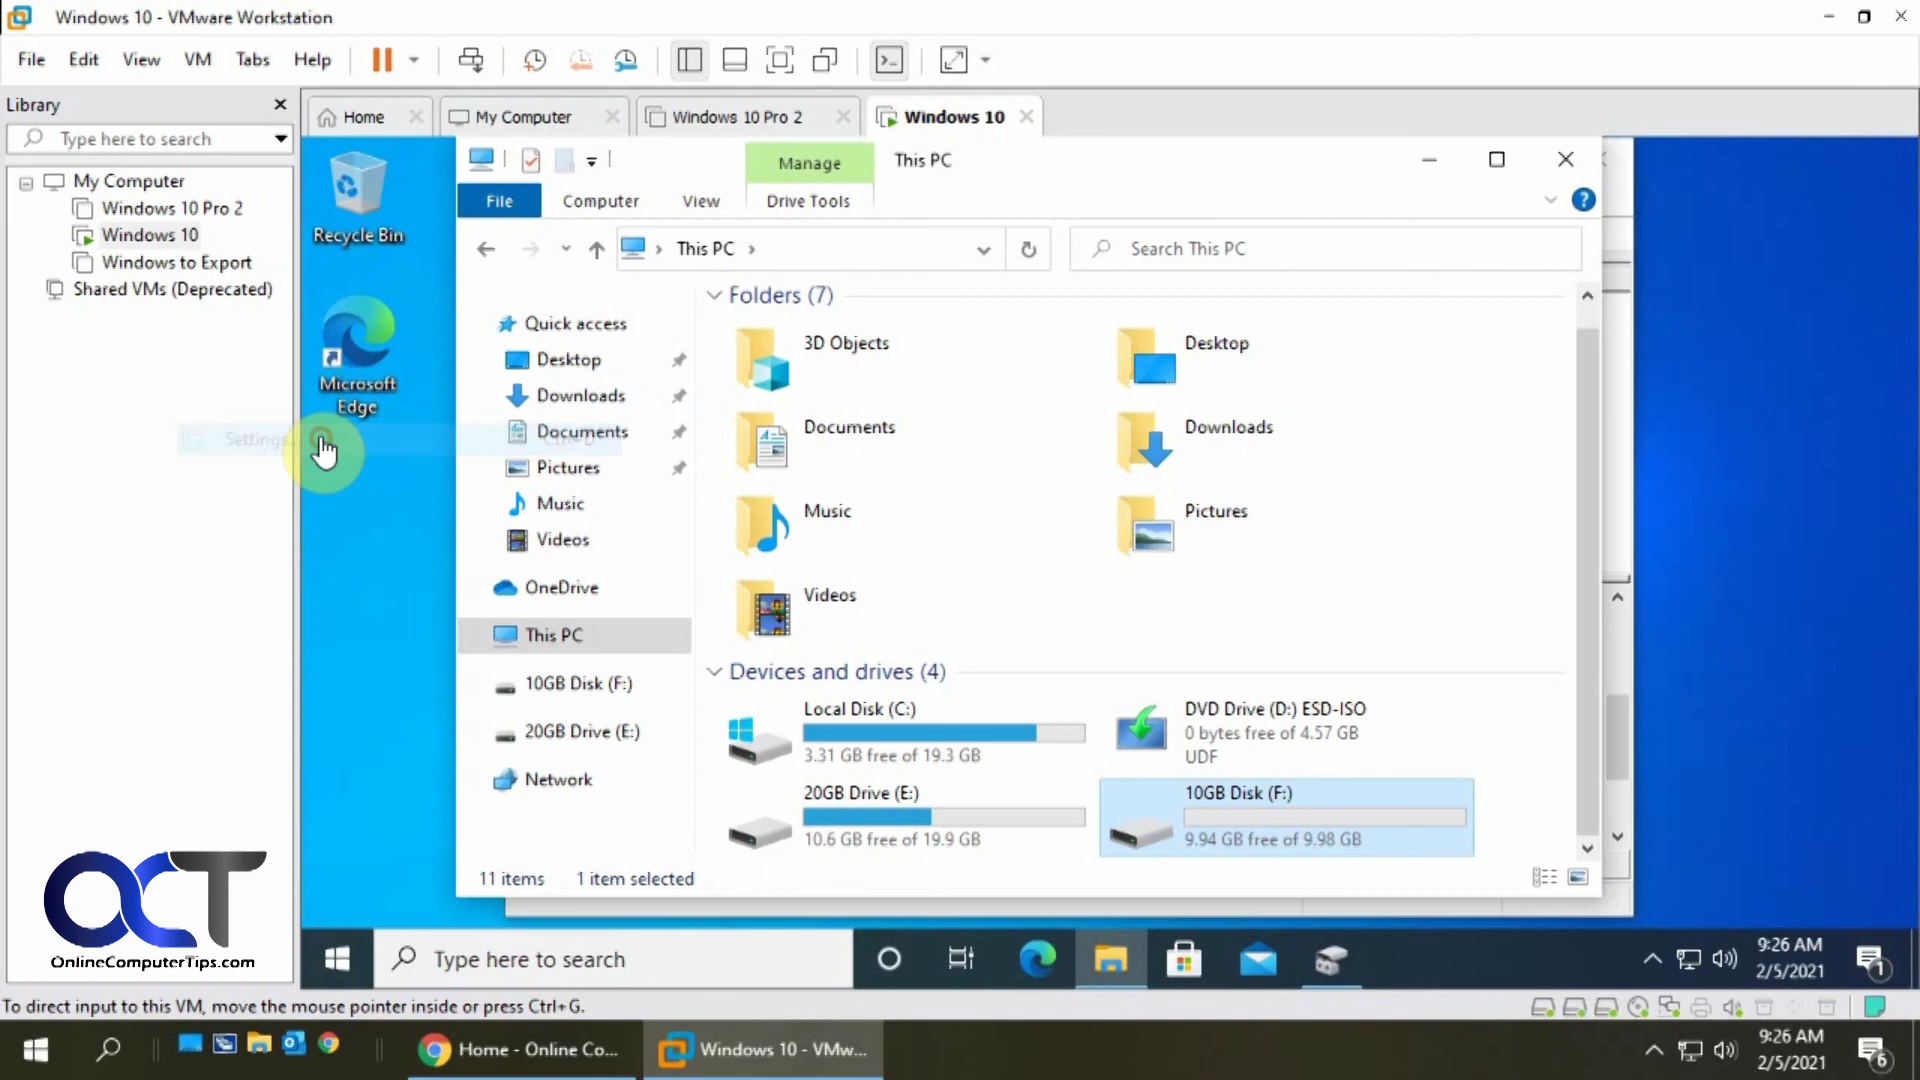 Windows 10 - VMware Workstation
File Edit View VM Tabs Help
Library
Type here to search
My Computer
Windows 10 Pro 2
Windows 10
Windows to Export
Shared VMs (Deprecated)
Home
My Computer
Windows 10 Pro 2
Windows 10
Recycle Bin
Microsoft
Edge
Settings...
Manage
This PC
File
Computer
View
Drive Tools
This PC
Search This PC
Quick access
Desktop
Downloads
Documents
Pictures
Music
Videos
OneDrive
This PC
10GB Disk (F:)
20GB Drive (E:)
Network
Folders (7)
3D Objects
Desktop
Documents
Downloads
Music
Pictures
Videos
Devices and drives (4)
Local Disk (C:)
3.31 GB free of 19.3 GB
DVD Drive (D:) ESD-ISO
0 bytes free of 4.57 GB
UDF
20GB Drive (E:)
10.6 GB free of 19.9 GB
10GB Disk (F:)
9.94 GB free of 9.98 GB
11 items
1 item selected
OCT
OnlineComputerTips.com
Type here to search
9:26 AM
2/5/2021
1
To direct input to this VM, move the mouse pointer inside or press Ctrl+G.
Home - Online Co...
Windows 10 - VMw...
9:26 AM
2/5/2021
6